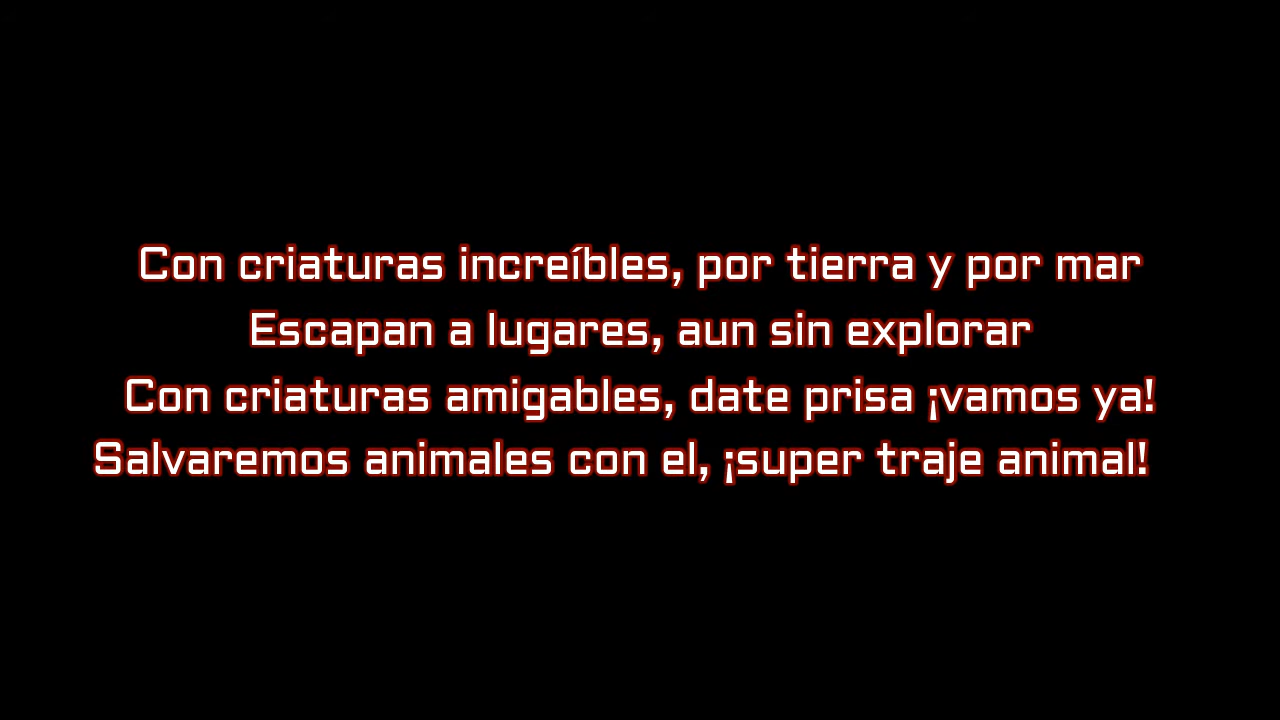 Con criaturas increíbles, por tierra y por mar
Escapan a lugares, aun sin explorar
Con criaturas amigables, date prisa ¡vamos ya!
Salvaremos animales con el, ¡super traje animal!